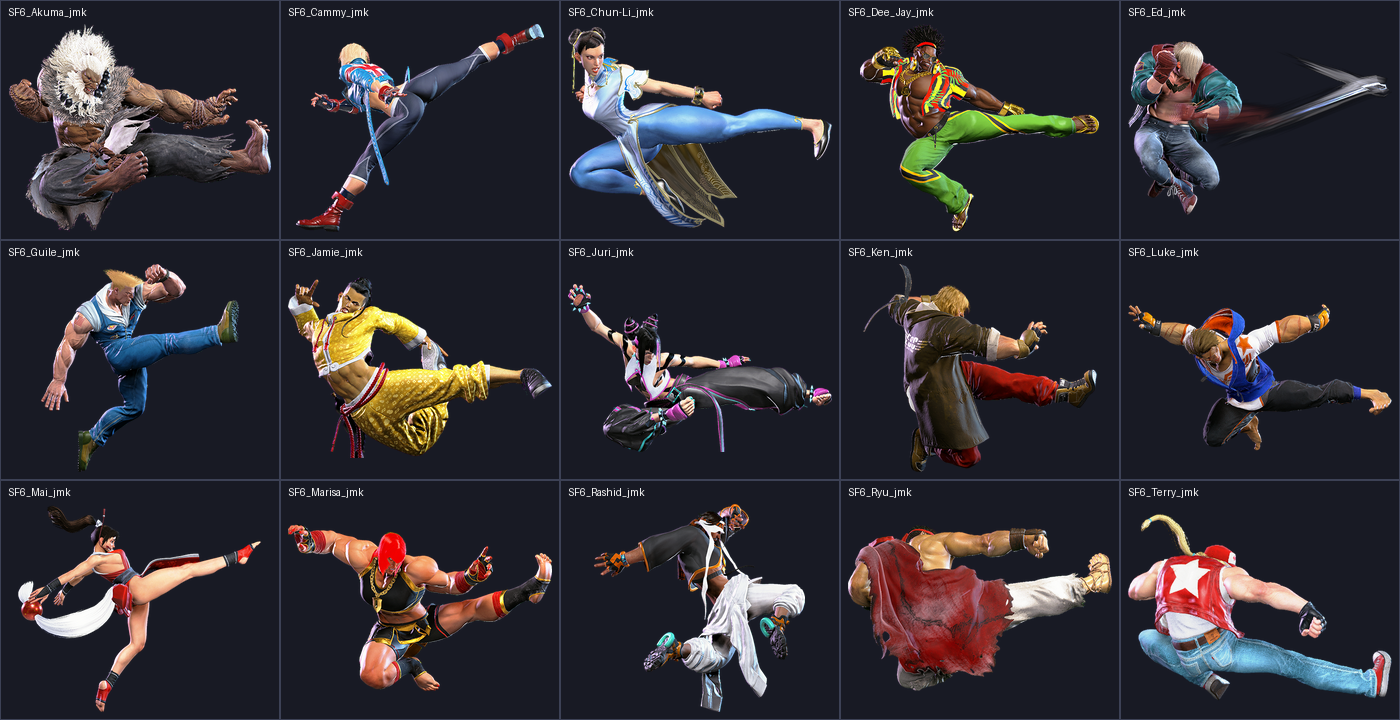 SF6_Akuma_jmk
SF6_Cammy_jmk
SF6_Chun-Li_jmk
SF6_Dee_Jay_jmk
SF6_Ed_jmk
SF6_Guile_jmk
SF6_Jamie_jmk
SF6_Juri_jmk
SF6_Ken_jmk
SF6_Luke_jmk
SF6_Mai_jmk
SF6_Marisa_jmk
SF6_Rashid_jmk
SF6_Ryu_jmk
SF6_Terry_jmk